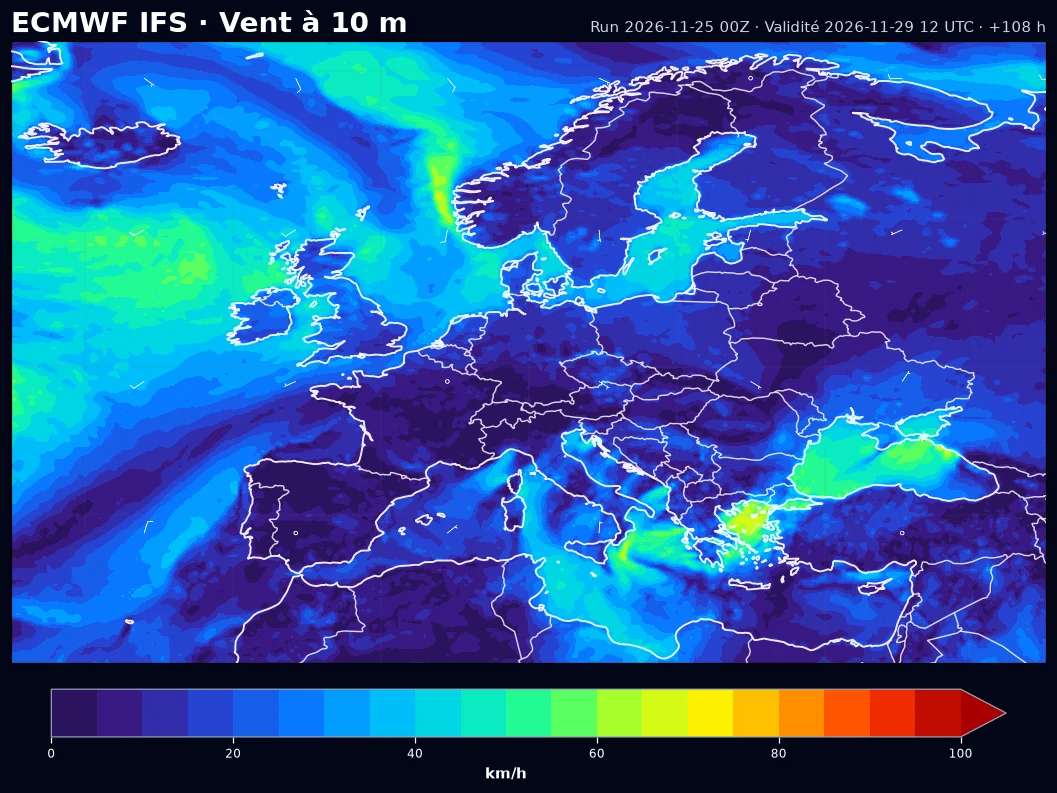 ECMWF IFS · Vent à 10 m
Run 2026-11-25 00Z · Validité 2026-11-29 12 UTC · +108 h
0 20 40 60 80 100
km/h